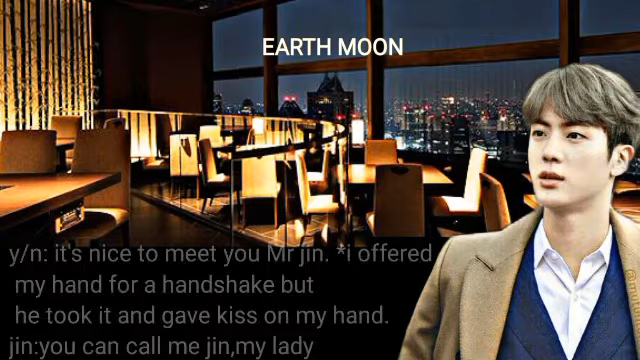 EARTH MOON
y/n: it's nice to meet you Mr jin. *i offered
my hand for a handshake but
he took it and gave kiss on my hand.
jin:you can call me jin,my lady